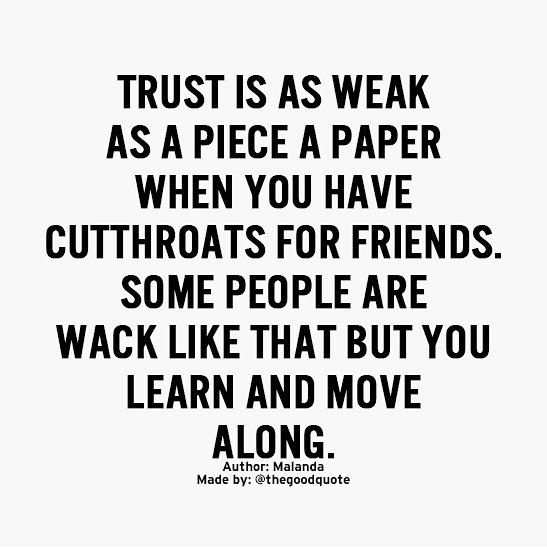 TRUST IS AS WEAK
AS A PIECE A PAPER
WHEN YOU HAVE
CUTTHROATS FOR FRIENDS.
SOME PEOPLE ARE
WACK LIKE THAT BUT YOU
LEARN AND MOVE
ALONG.
Author: Malanda
Made by: @thegoodquote